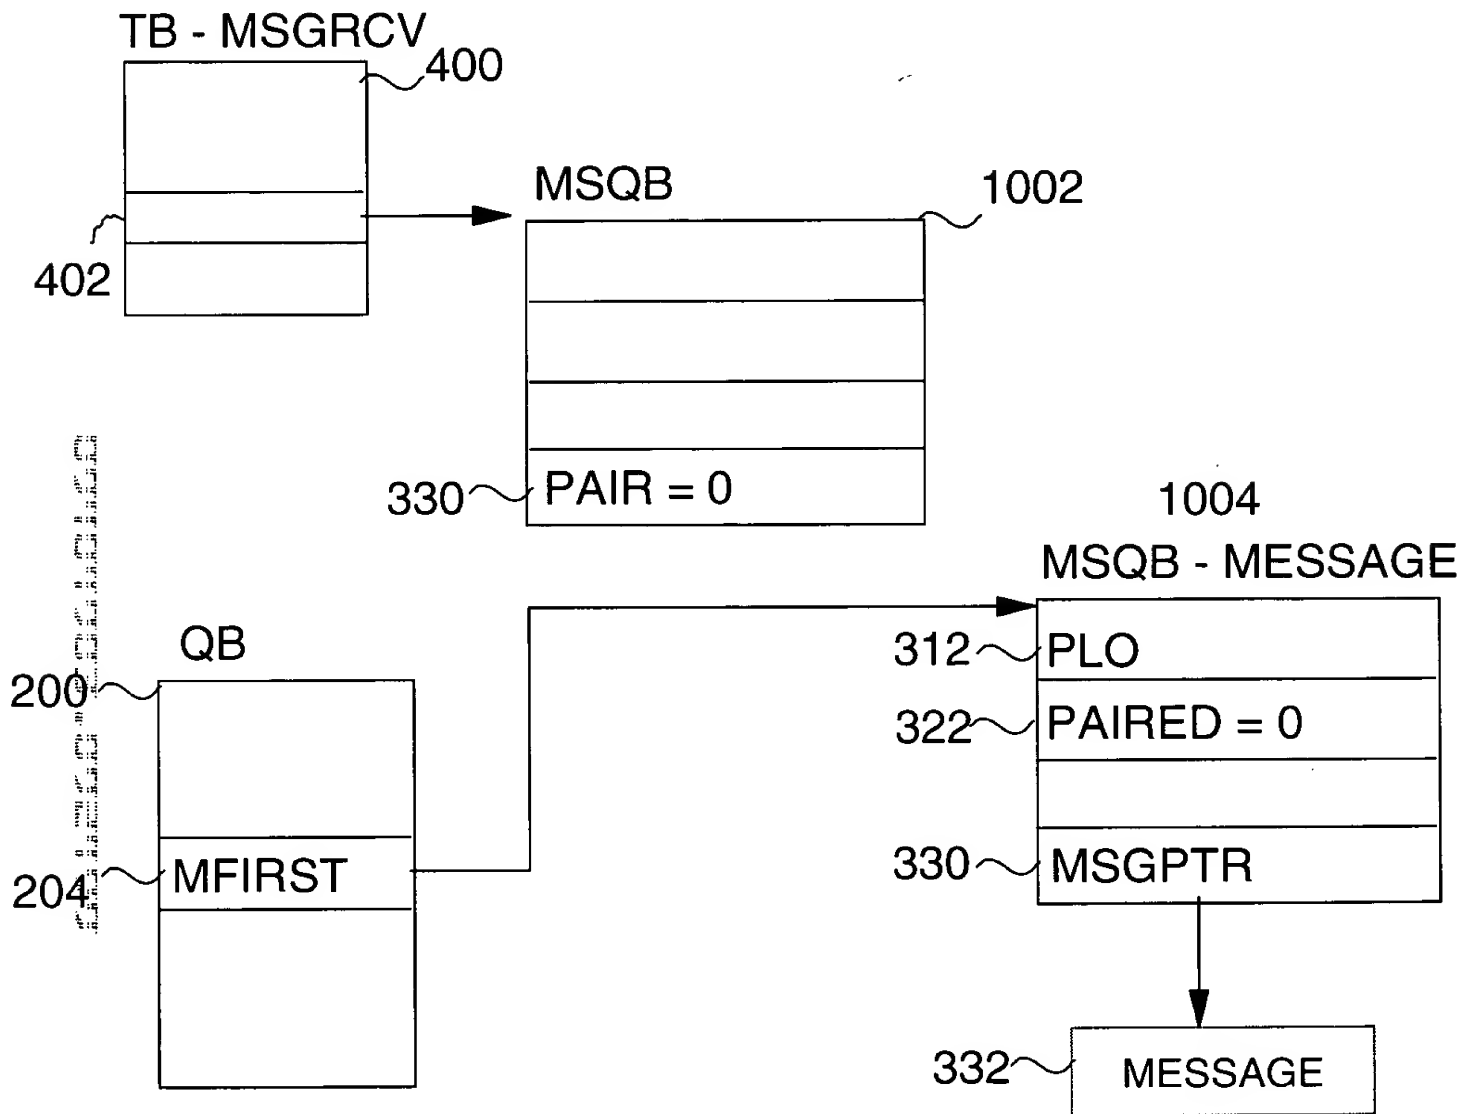 TB - MSGRCV
400
402
MSQB
1002
330
PAIR = 0
1004
MSQB - MESSAGE
312
PLO
322
PAIRED = 0
330
MSGPTR
332
MESSAGE
QB
200
204
MFIRST